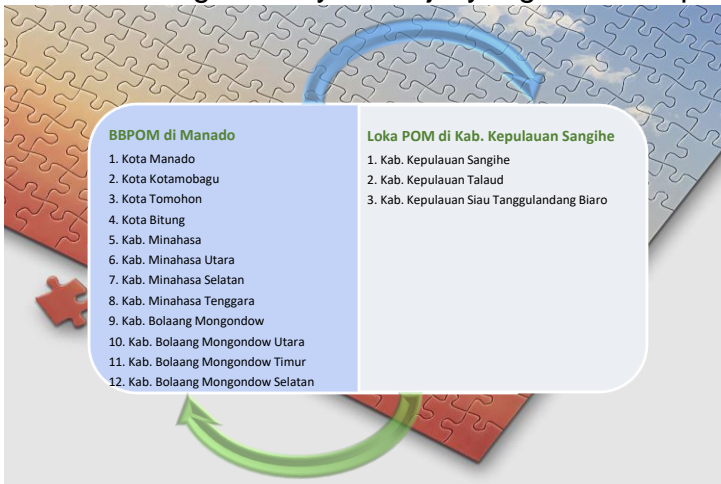 BBPOM di Manado
1. Kota Manado
2. Kota Kotamobagu
3. Kota Tomohon
4. Kota Bitung
5. Kab. Minahasa
6. Kab. Minahasa Utara
7. Kab. Minahasa Selatan
8. Kab. Minahasa Tenggara
9. Kab. Bolaang Mongondow
10. Kab. Bolaang Mongondow Utara
11. Kab. Bolaang Mongondow Timur
12. Kab. Bolaang Mongondow Selatan
Loka POM di Kab. Kepulauan Sangihe
1. Kab. Kepulauan Sangihe
2. Kab. Kepulauan Talaud
3. Kab. Kepulauan Siau Tanggulandang Biaro